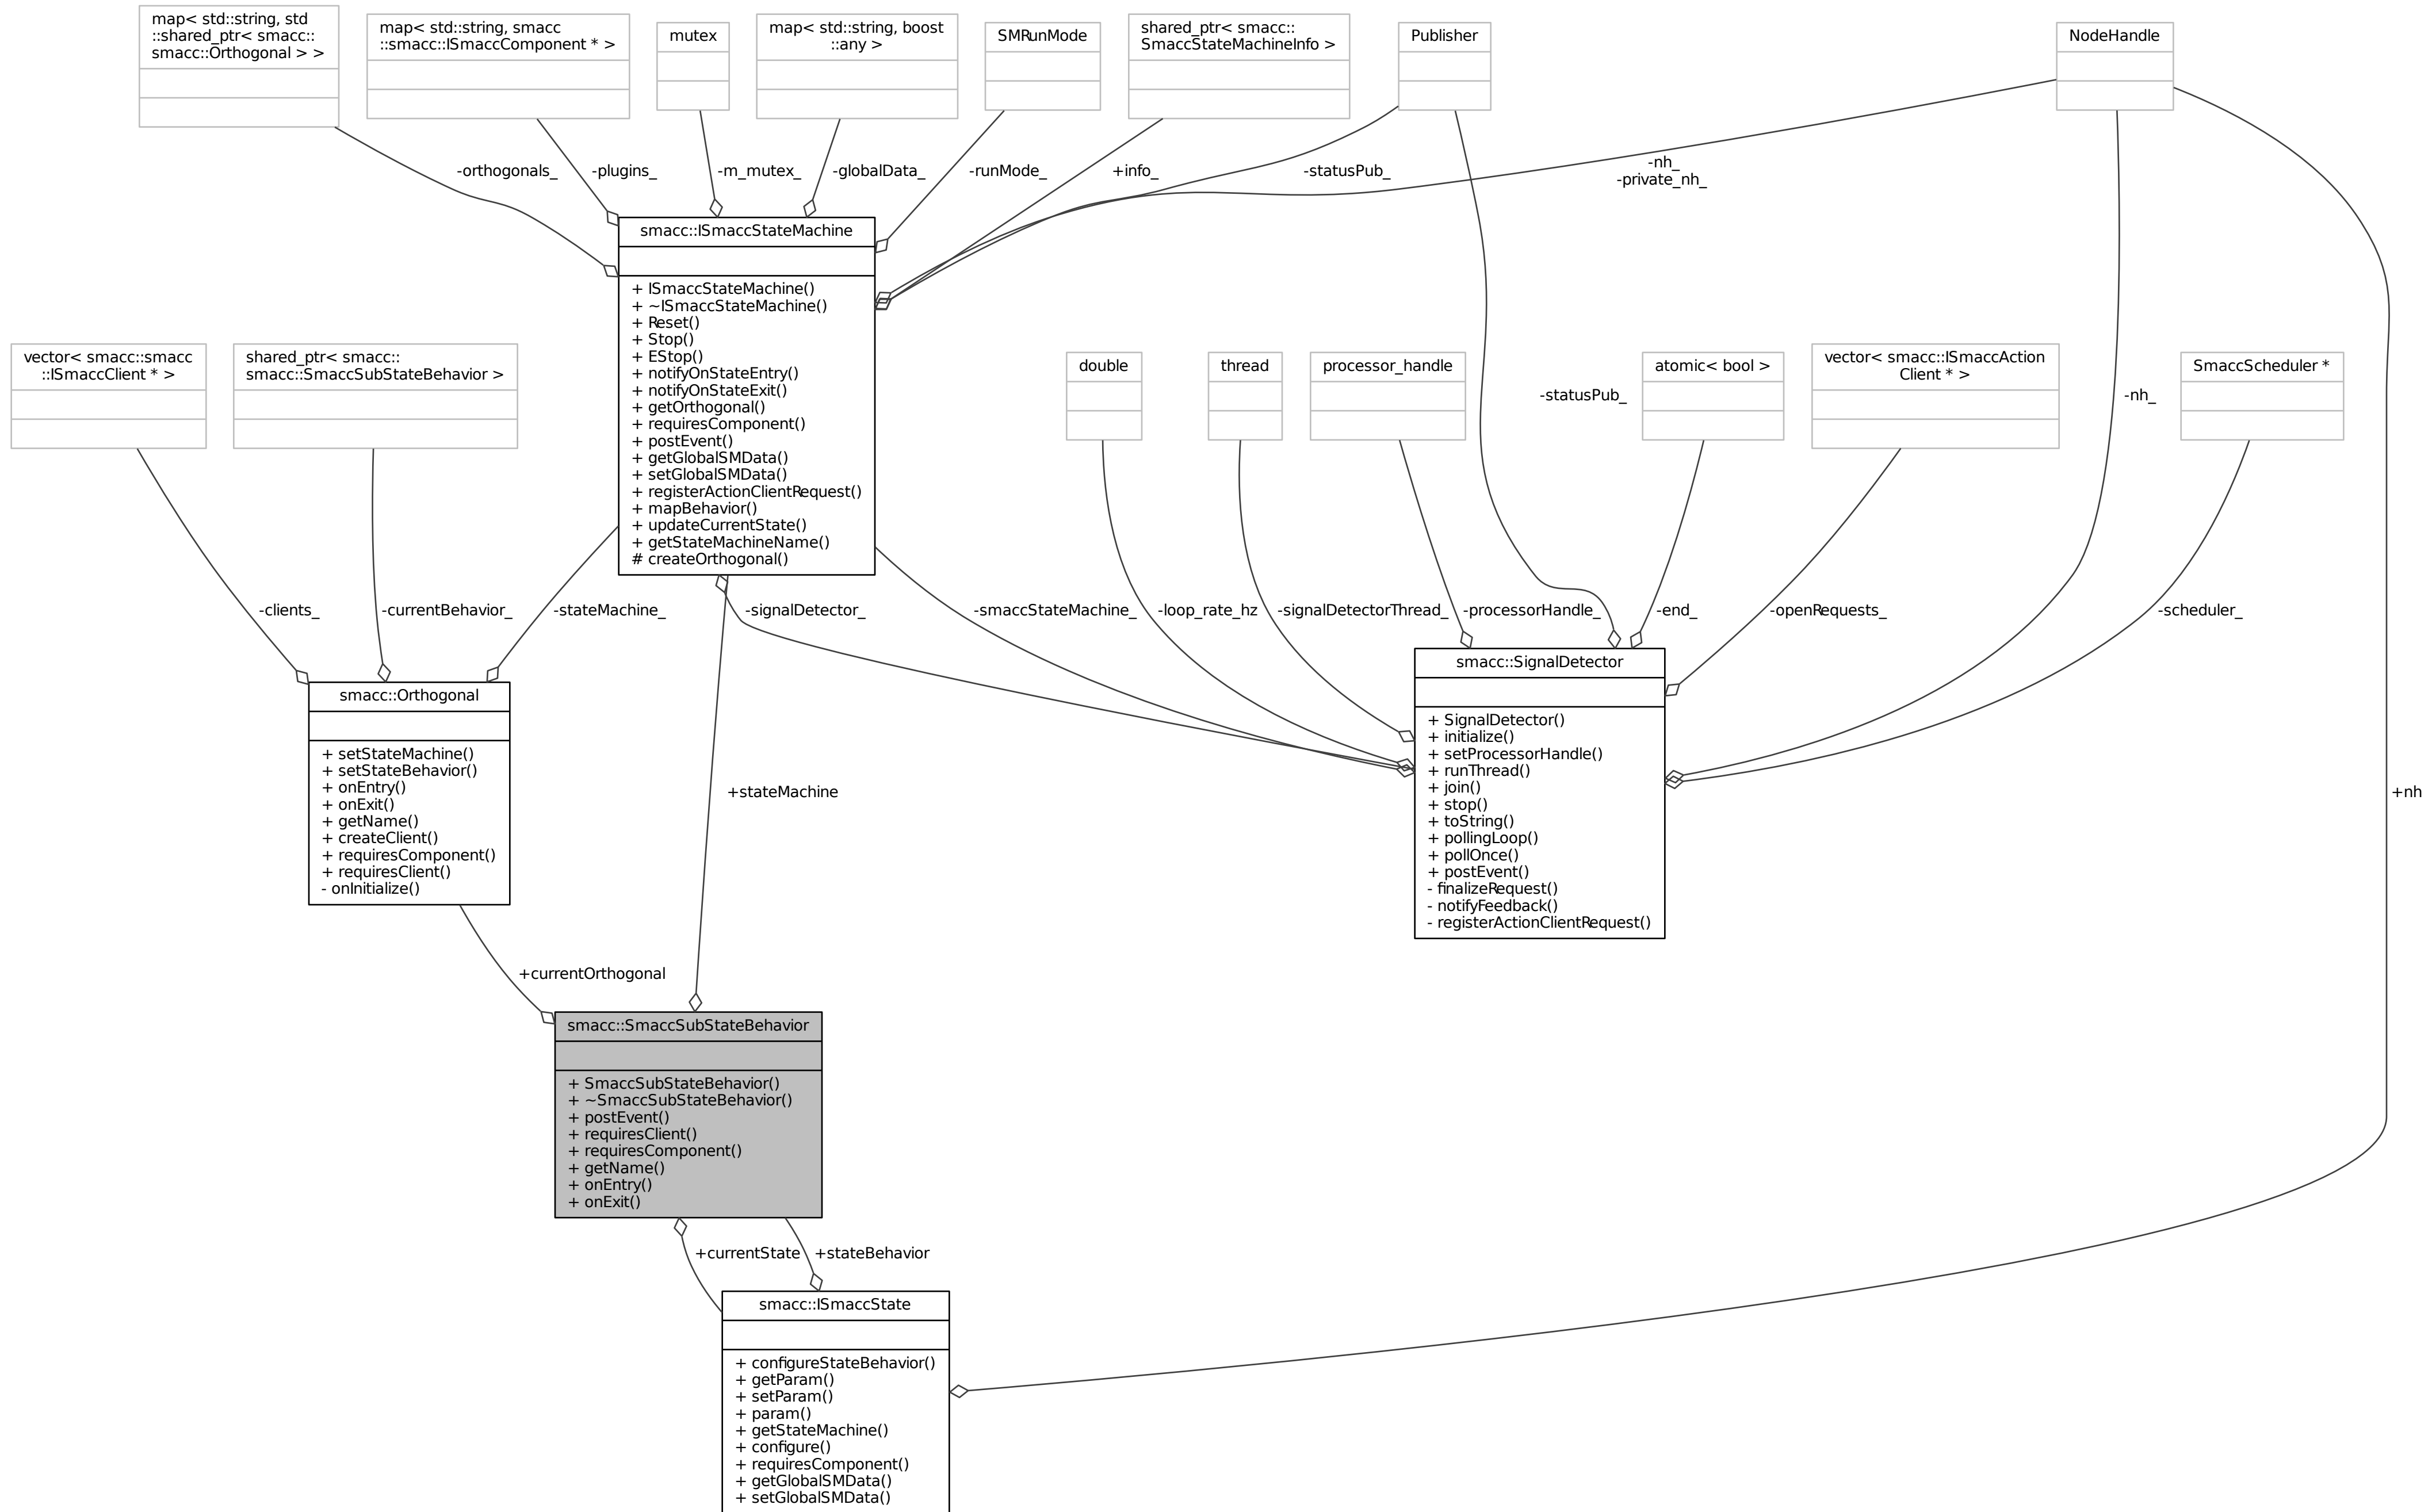 map< std::string, std
::shared_ptr< smacc::
smacc::Orthogonal > >
map< std::string, smacc
::smacc::ISmaccComponent * >
mutex
map< std::string, boost
::any >
SMRunMode
shared_ptr< smacc::
SmaccStateMachineInfo >
Publisher
NodeHandle
-orthogonals_
-plugins_
-m_mutex_
-globalData_
-runMode_
+info_
-statusPub_
-nh_
-private_nh_
smacc::ISmaccStateMachine
+ ISmaccStateMachine()
+ ~ISmaccStateMachine()
+ Reset()
+ Stop()
+ EStop()
+ notifyOnStateEntry()
+ notifyOnStateExit()
+ getOrthogonal()
+ requiresComponent()
+ postEvent()
+ getGlobalSMData()
+ setGlobalSMData()
+ registerActionClientRequest()
+ mapBehavior()
+ updateCurrentState()
+ getStateMachineName()
# createOrthogonal()
vector< smacc::smacc
::ISmaccClient * >
shared_ptr< smacc::
smacc::SmaccSubStateBehavior >
double
thread
processor_handle
atomic< bool >
vector< smacc::ISmaccAction
Client * >
SmaccScheduler *
-statusPub_
-nh_
-clients_
-currentBehavior_
-stateMachine_
-signalDetector_
-smaccStateMachine_
-loop_rate_hz
-signalDetectorThread_
-processorHandle_
-end_
-openRequests_
-scheduler_
smacc::Orthogonal
+ setStateMachine()
+ setStateBehavior()
+ onEntry()
+ onExit()
+ getName()
+ createClient()
+ requiresComponent()
+ requiresClient()
- onInitialize()
smacc::SignalDetector
+ SignalDetector()
+ initialize()
+ setProcessorHandle()
+ runThread()
+ join()
+ stop()
+ toString()
+ pollingLoop()
+ pollOnce()
+ postEvent()
- finalizeRequest()
- notifyFeedback()
- registerActionClientRequest()
+stateMachine
+nh
+currentOrthogonal
smacc::SmaccSubStateBehavior
+ SmaccSubStateBehavior()
+ ~SmaccSubStateBehavior()
+ postEvent()
+ requiresClient()
+ requiresComponent()
+ getName()
+ onEntry()
+ onExit()
+currentState
+stateBehavior
smacc::ISmaccState
+ configureStateBehavior()
+ getParam()
+ setParam()
+ param()
+ getStateMachine()
+ configure()
+ requiresComponent()
+ getGlobalSMData()
+ setGlobalSMData()